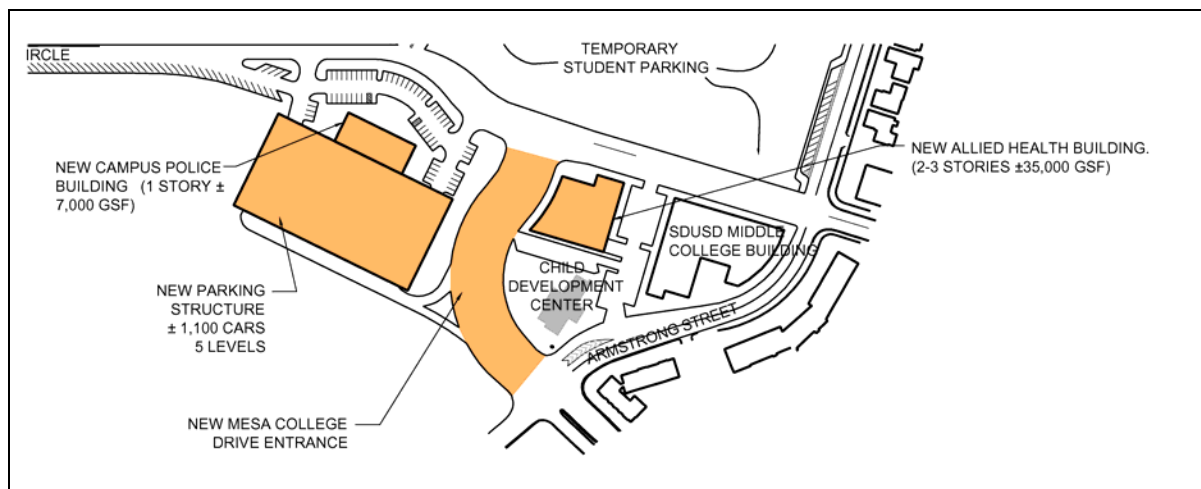 IRCLE
TEMPORARY
STUDENT PARKING
NEW CAMPUS POLICE
BUILDING (1 STORY ±
7,000 GSF)
NEW ALLIED HEALTH BUILDING.
(2-3 STORIES ±35,000 GSF)
SDUSD MIDDLE
COLLEGE BUILDING
CHILD
DEVELOPMENT
CENTER
NEW PARKING
STRUCTURE
± 1,100 CARS
5 LEVELS
ARMSTRONG STREET
NEW MESA COLLEGE
DRIVE ENTRANCE